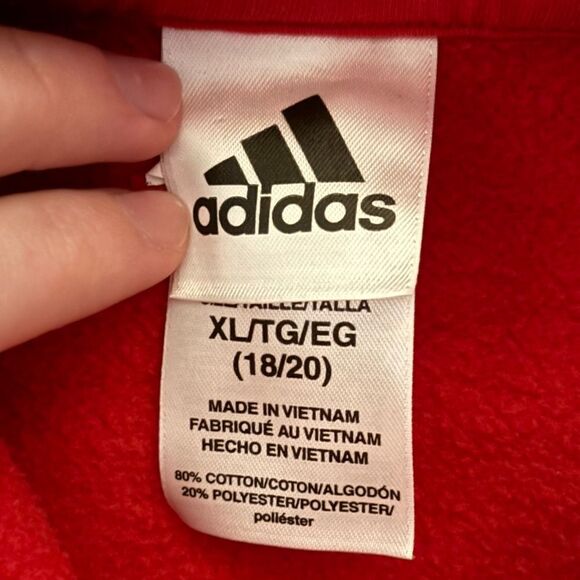 adidas
SIZE/TAILLE/TALLA
XL/TG/EG
(18/20)
MADE IN VIETNAM
FABRIQUÉ AU VIETNAM
HECHO EN VIETNAM
80% COTTON/COTON/ALGODÓN
20% POLYESTER/POLYESTER/
poliéster